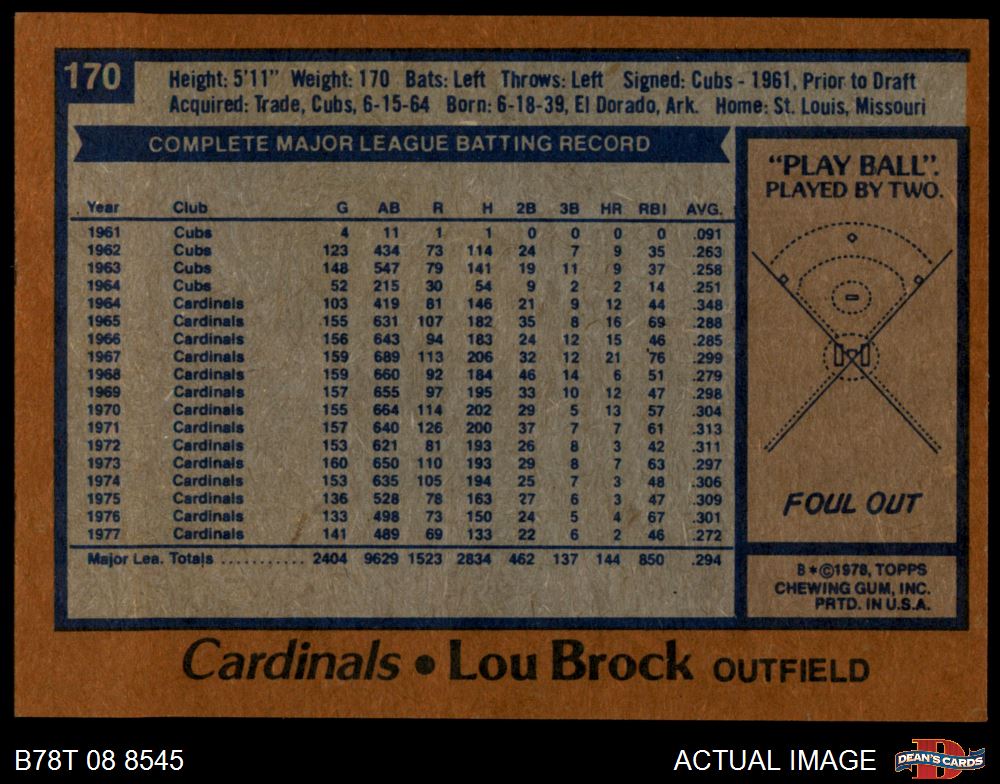 170
Height: 5'11" Weight: 170 Bats: Left Throws: Left Signed: Cubs - 1961, Prior to Draft
Acquired: Trade, Cubs, 6-15-64 Born: 6-18-39, El Dorado, Ark. Home: St. Louis, Missouri
COMPLETE MAJOR LEAGUE BATTING RECORD
Year Club G AB R H 2B 3B HR RBI AVG.
1961 Cubs 4 11 1 1 0 0 0 0 .091
1962 Cubs 123 434 73 114 24 7 9 35 .263
1963 Cubs 148 547 79 141 19 11 9 37 .258
1964 Cubs 52 215 30 54 9 2 2 14 .251
1964 Cardinals 103 419 81 146 21 9 12 44 .348
1965 Cardinals 155 631 107 182 35 8 16 69 .288
1966 Cardinals 156 643 94 183 24 12 15 46 .285
1967 Cardinals 159 689 113 206 32 12 21 76 .299
1968 Cardinals 159 660 92 184 46 14 6 51 .279
1969 Cardinals 157 655 97 195 33 10 12 47 .298
1970 Cardinals 155 664 114 202 29 5 13 57 .304
1971 Cardinals 157 640 126 200 37 7 7 61 .313
1972 Cardinals 153 621 81 193 26 8 3 42 .311
1973 Cardinals 160 650 110 193 29 8 7 63 .297
1974 Cardinals 153 635 105 194 25 7 3 48 .306
1975 Cardinals 136 528 78 163 27 6 3 47 .309
1976 Cardinals 133 498 73 150 24 5 4 67 .301
1977 Cardinals 141 489 69 133 22 6 2 46 .272
Major Lea. Totals ........... 2404 9629 1523 2834 462 137 144 850 .294
"PLAY BALL".
PLAYED BY TWO.
FOUL OUT
B*©1978, TOPPS
CHEWING GUM, INC.
PRTD. IN U.S.A.
Cardinals • Lou Brock OUTFIELD
B78T 08 8545
ACTUAL IMAGE
D
DEAN'S CARDS